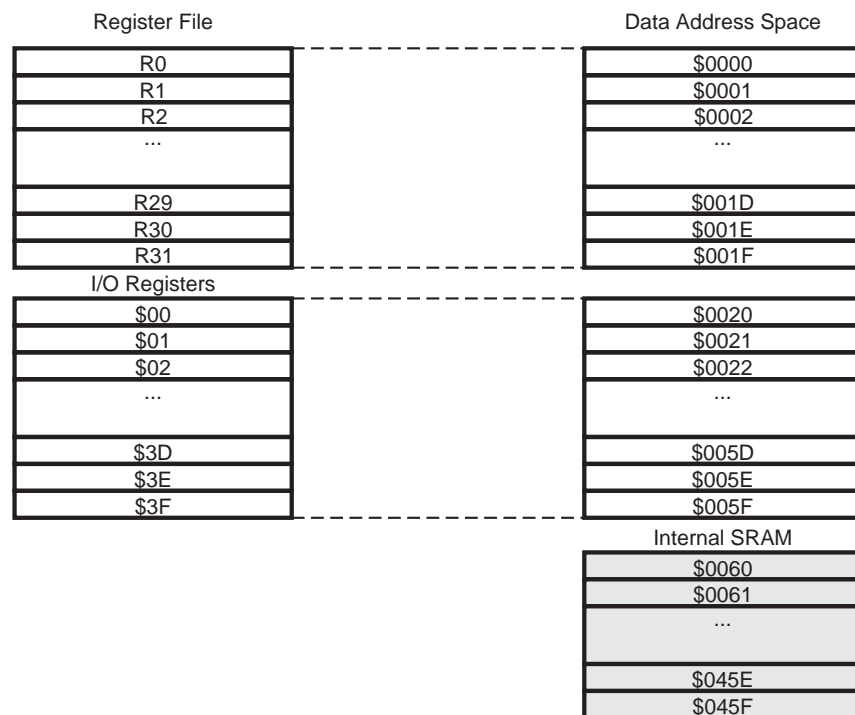 Register File Data Address Space
R0 $0000
R1 $0001
R2 $0002
... ...
R29 $001D
R30 $001E
R31 $001F
I/O Registers
$00 $0020
$01 $0021
$02 $0022
... ...
$3D $005D
$3E $005E
$3F $005F
Internal SRAM
$0060
$0061
...
$045E
$045F